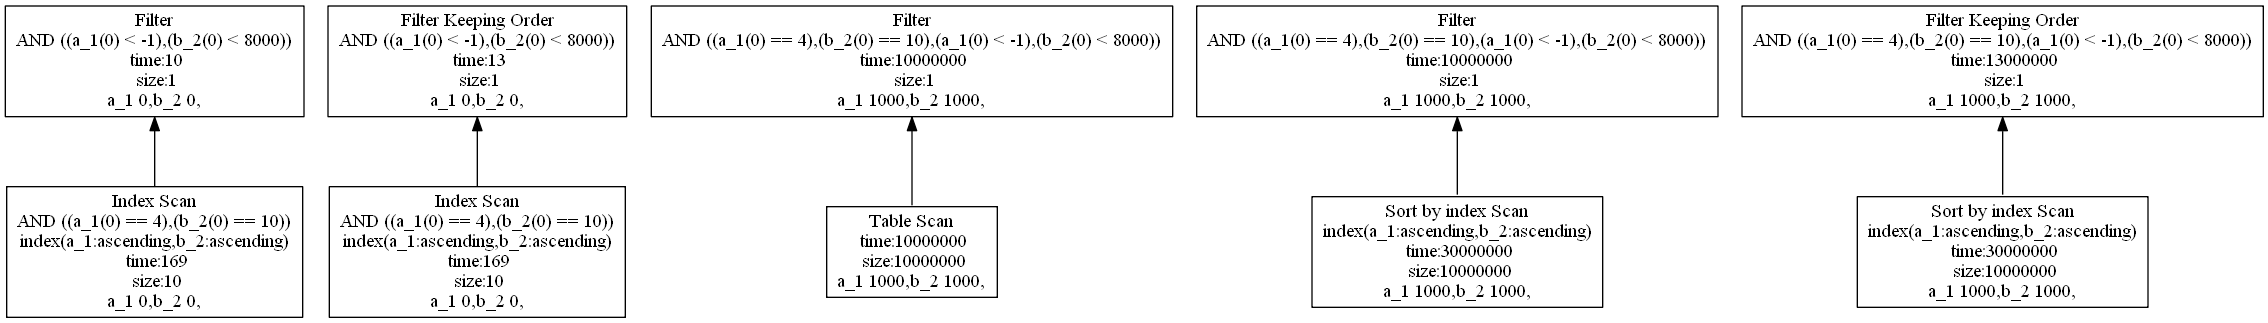 Filter
AND ((a_1(0) < -1),(b_2(0) < 8000))
time:10
size:1
a_1 0,b_2 0,
Index Scan
AND ((a_1(0) == 4),(b_2(0) == 10))
index(a_1:ascending,b_2:ascending)
time:169
size:10
a_1 0,b_2 0,
Filter Keeping Order
AND ((a_1(0) < -1),(b_2(0) < 8000))
time:13
size:1
a_1 0,b_2 0,
Index Scan
AND ((a_1(0) == 4),(b_2(0) == 10))
index(a_1:ascending,b_2:ascending)
time:169
size:10
a_1 0,b_2 0,
Filter
AND ((a_1(0) == 4),(b_2(0) == 10),(a_1(0) < -1),(b_2(0) < 8000))
time:10000000
size:1
a_1 1000,b_2 1000,
Table Scan
time:10000000
size:10000000
a_1 1000,b_2 1000,
Filter
AND ((a_1(0) == 4),(b_2(0) == 10),(a_1(0) < -1),(b_2(0) < 8000))
time:10000000
size:1
a_1 1000,b_2 1000,
Sort by index Scan
index(a_1:ascending,b_2:ascending)
time:30000000
size:10000000
a_1 1000,b_2 1000,
Filter Keeping Order
AND ((a_1(0) == 4),(b_2(0) == 10),(a_1(0) < -1),(b_2(0) < 8000))
time:13000000
size:1
a_1 1000,b_2 1000,
Sort by index Scan
index(a_1:ascending,b_2:ascending)
time:30000000
size:10000000
a_1 1000,b_2 1000,